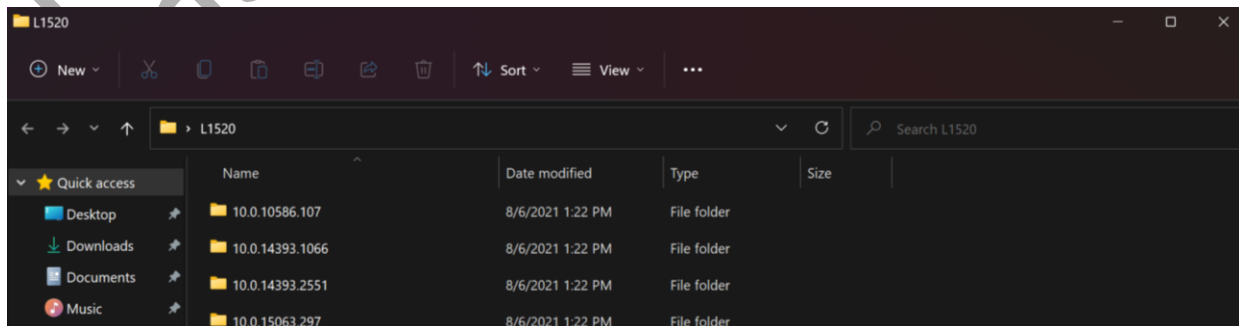 L1520
New Sort View
L1520 Search L1520
Name Date modified Type Size
Quick access
Desktop 10.0.10586.107 8/6/2021 1:22 PM File folder
Downloads 10.0.14393.1066 8/6/2021 1:22 PM File folder
Documents 10.0.14393.2551 8/6/2021 1:22 PM File folder
Music 10.0.15063.297 8/6/2021 1:22 PM File folder